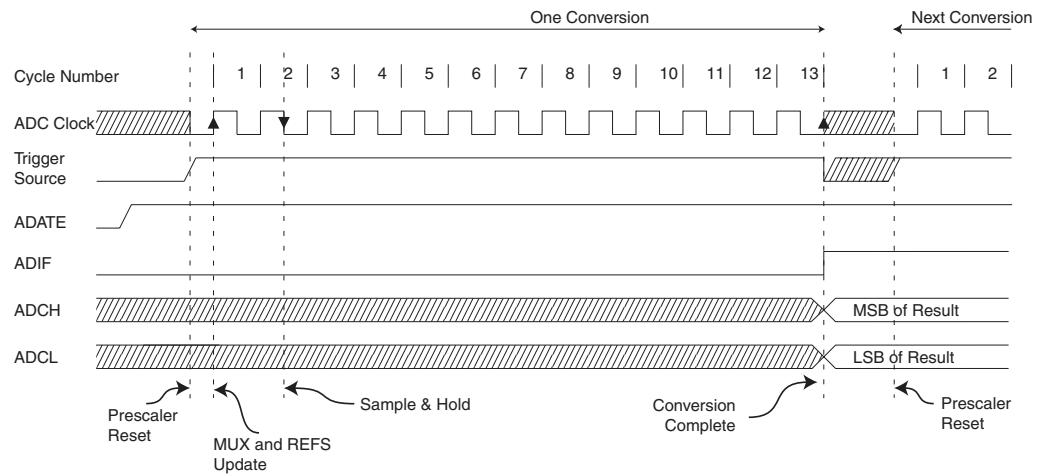 One Conversion
Next Conversion
Cycle Number
1 2 3 4 5 6 7 8 9 10 11 12 13 1 2
ADC Clock
Trigger
Source
ADATE
ADIF
ADCH
MSB of Result
ADCL
LSB of Result
Prescaler
Reset
MUX and REFS
Update
Sample & Hold
Conversion
Complete
Prescaler
Reset